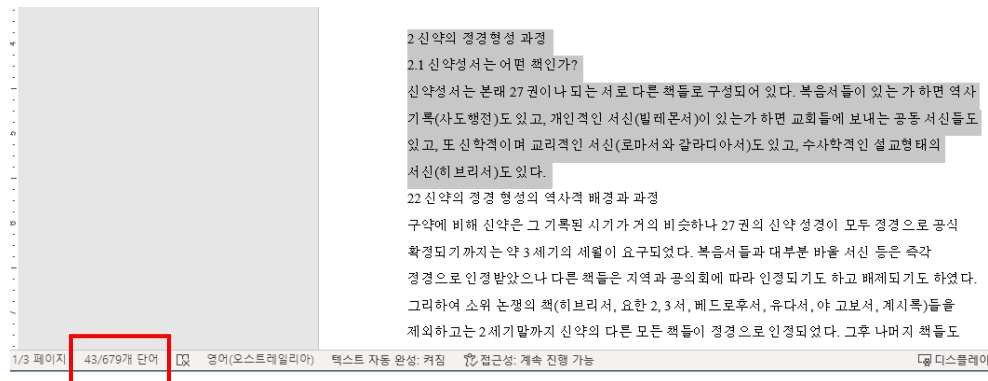 2 신약의 정경형성 과정
2.1 신약성서는 어떤 책인가?
신약성서는 본래 27 권이나 되는 서로 다른 책들로 구성되어 있다. 복음서들이 있는 가 하면 역사
기록(사도행전)도 있고, 개인적인 서신(빌레몬서)이 있는가 하면 교회들에 보내는 공동 서신들도
있고, 또 신학적이며 교리적인 서신(로마서와 갈라디아서)도 있고, 수사학적인 설교형태의
서신(히브리서)도 있다.
22 신약의 정경 형성의 역사적 배경과 과정
구약에 비해 신약은 그 기록된 시기가 거의 비슷하나 27 권의 신약 성경이 모두 정경으로 공식
확정되기까지는 약 3 세기의 세월이 요구되었다. 복음서들과 대부분 바울 서신 등은 즉각
정경으로 인정받았으나 다른 책들은 지역과 공의회에 따라 인정되기도 하고 배제되기도 하였다.
그리하여 소위 논쟁의 책(히브리서, 요한 2, 3 서, 베드로후서, 유다서, 야 고보서, 계시록)들을
제외하고는 2 세기 말까지 신약의 다른 모든 책들이 정경으로 인정되었다. 그후 나머지 책들도
1/3 페이지 43/679개 단어 영어(오스트레일리아) 텍스트 자동 완성: 켜짐 접근성: 계속 진행 가능 디스플레이